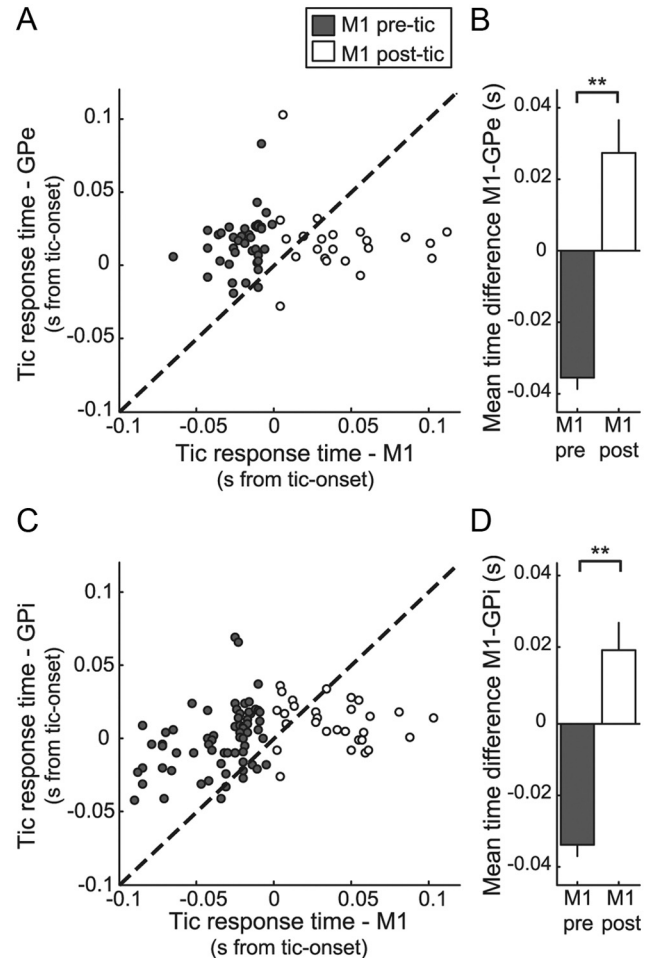 A
M1 pre-tic
M1 post-tic
B
Tic response time - GPe
(s from tic-onset)
0.1
0.05
0
-0.05
-0.1
-0.1
-0.05
0
0.05
0.1
Tic response time - M1
(s from tic-onset)
Mean time difference M1-GPe (s)
**
0.04
0.02
0
-0.02
-0.04
M1 M1
pre post
C
Tic response time - GPi
(s from tic-onset)
0.1
0.05
0
-0.05
-0.1
-0.1
-0.05
0
0.05
0.1
Tic response time - M1
(s from tic-onset)
D
Mean time difference M1-GPi (s)
**
0.04
0.02
0
-0.02
-0.04
M1 M1
pre post